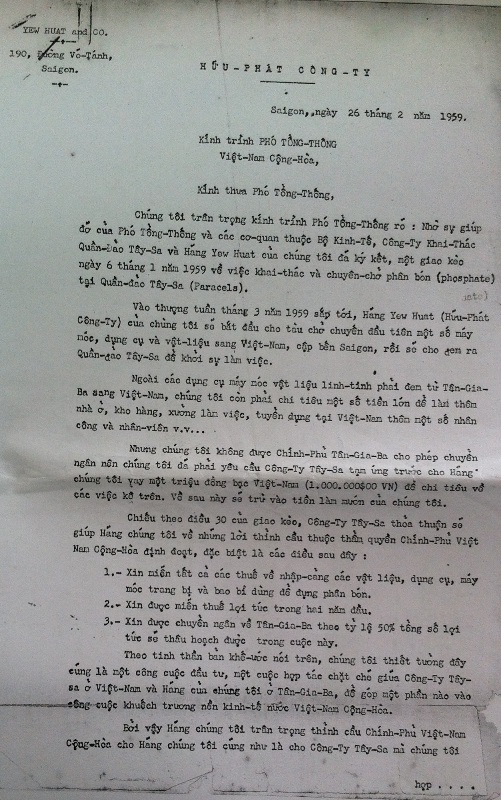 YEW HUAT and CO.
190, Đường Võ-Tánh,
Saigon.
HỮU-PHÁT CÔNG-TY
Saigon, ngày 26 tháng 2 năm 1959.
Kính trình PHÓ TỔNG-THỐNG
Việt-Nam Cộng-Hòa,
Kính thưa Phó Tổng-Thống,
Chúng tôi trân trọng kính trình Phó Tổng-Thống rõ : Nhờ sự giúp
đở của Phó Tổng-Thống và các cơ-quan thuộc Bộ Kinh-Tế, Công-Ty Khai-Thác
Quần-Đảo Tây-Sa và Hãng Yew Huat của chúng tôi đã ký kết, một giao kèo
ngày 6 tháng 1 năm 1959 về việc khai-thác và chuyên-chở phân bón (phosphate)
tại Quần-đảo Tây-Sa (Paracels).
Vào thượng tuần tháng 3 năm 1959 sắp tới, Hãng Yew Huat (Hữu-Phát
Công-Ty) của chúng tôi sẽ bắt đầu cho tàu chở chuyến đầu tiên một số máy
móc, dụng cụ và vật-liệu sang Việt-Nam, cập bến Saigon, rồi sẽ cho đem ra
Quần-đảo Tây-Sa để khởi sự làm việc.
Ngoài các dụng cụ máy móc vật liệu linh-tinh phải đem từ Tân-Gia-
Ba sang Việt-Nam, chúng tôi còn phải chi tiêu một số tiền lớn để làm thêm
nhà ở, kho hàng, xưởng làm việc, tuyển dụng tại Việt-Nam thêm một số nhân
công và nhân-viên v.v...
Nhưng chúng tôi không được Chính-Phủ Tân-Gia-Ba cho phép chuyển
ngân nên chúng tôi đã phải yêu cầu Công-Ty Tây-Sa tạm ứng trước cho Hãng
chúng tôi vay một triệu đồng bạc Việt-Nam (1.000.000$00 VN) để chi tiêu về
các việc kể trên. Về sau này sẽ trừ vào tiền làm mướn của chúng tôi.
Chiếu theo điều 30 của giao kèo, Công-Ty Tây-Sa thỏa thuận sẽ
giúp Hãng chúng tôi về những lời thỉnh cầu thuộc thẩm quyền Chính-Phủ Việt
Nam Cộng-Hòa định đoạt, đặc biệt là các điều sau đây :
1.- Xin miễn tất cả các thuế về nhập-cảng các vật liệu, dụng cụ, máy
móc trang bị và bao bì dùng để đựng phân bón.
2.- Xin được miễn thuế lợi tức trong hai năm đầu.
3.- Xin được chuyển ngân về Tân-Gia-Ba theo tỷ lệ 50% tổng số lợi
tức sẽ thâu hoạch được trong cuộc này.
Theo tinh thần bản khế-ước nói trên, chúng tôi thiết tưởng đây
cũng là một công cuộc đầu tư, một cuộc hợp tác chặt chẽ giữa Công-Ty Tây-
sa ở Việt-Nam và Hãng của chúng tôi ở Tân-Gia-Ba, để góp một phần nào vào
công cuộc khuếch trương nền kinh-tế nước Việt-Nam Cộng-Hòa.
Bởi vậy Hãng chúng tôi trân trọng thỉnh cầu Chính-Phủ Việt-Nam
Cộng-Hòa cho Hãng chúng tôi cũng như là cho Công-Ty Tây-Sa mà chúng tôi
hợp . . . .